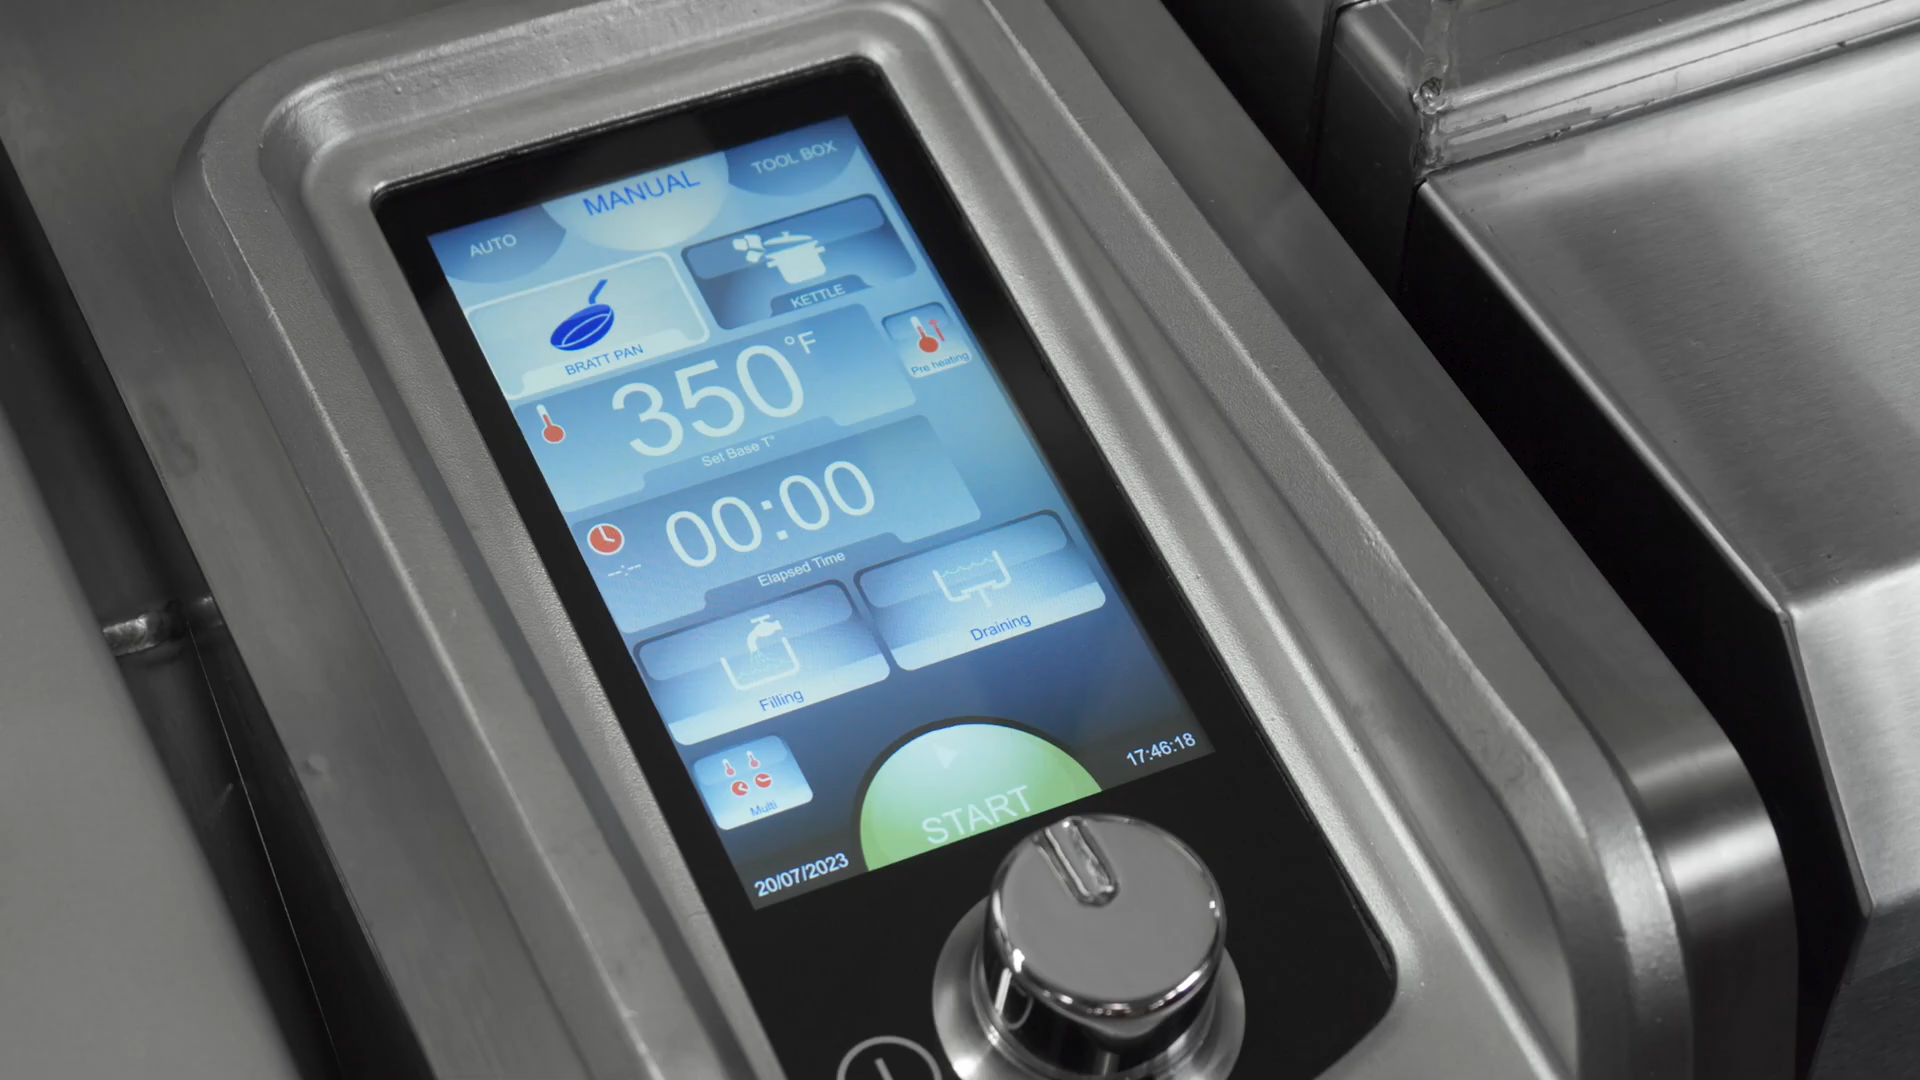 AUTO
MANUAL
TOOL BOX
BRATT PAN
KETTLE
350°F
Set Base T°
Pre heating
00:00
--:--
Elapsed Time
Filling
Draining
Multi
START
20/07/2023
17:46:18